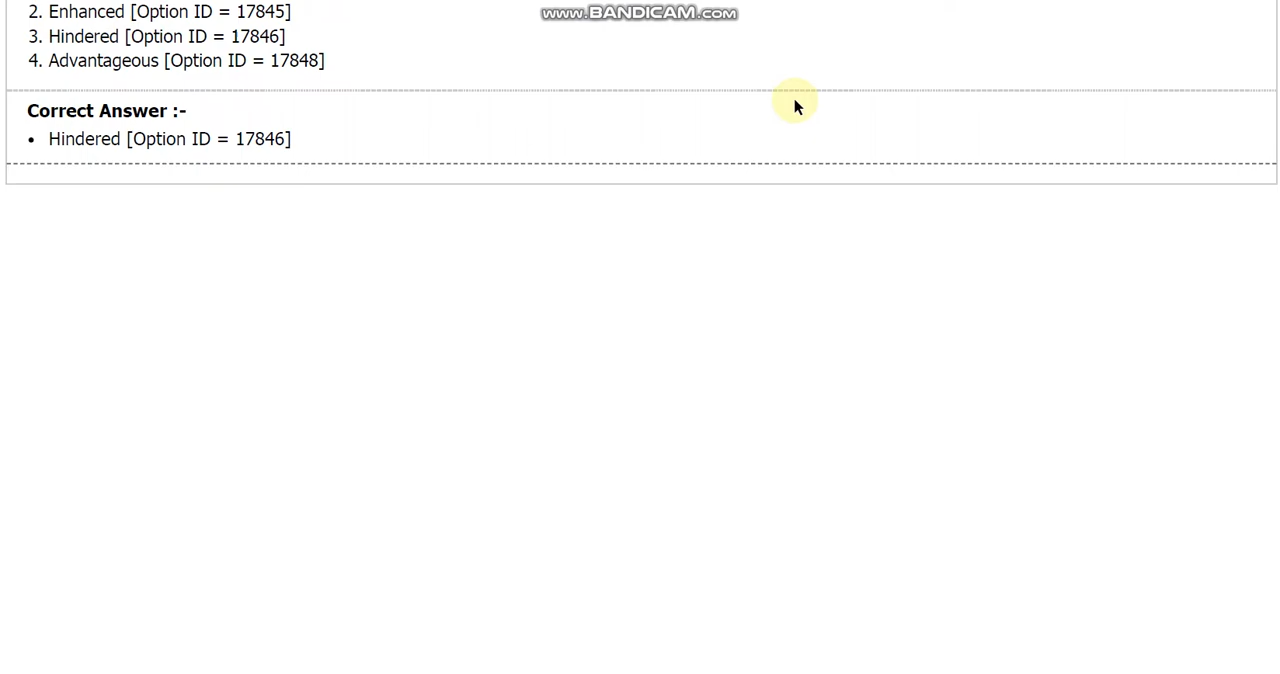 www.BANDICAM.com
2. Enhanced [Option ID = 17845]
3. Hindered [Option ID = 17846]
4. Advantageous [Option ID = 17848]
Correct Answer :-
• Hindered [Option ID = 17846]